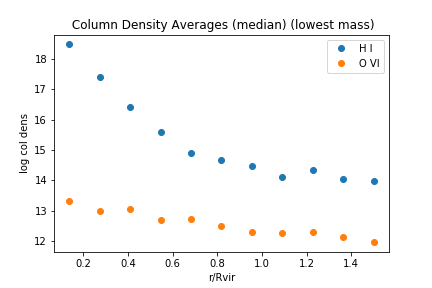 Column Density Averages (median) (lowest mass)
H I
O VI
log col dens
18
17
16
15
14
13
12
0.2 0.4 0.6 0.8 1.0 1.2 1.4
r/Rvir